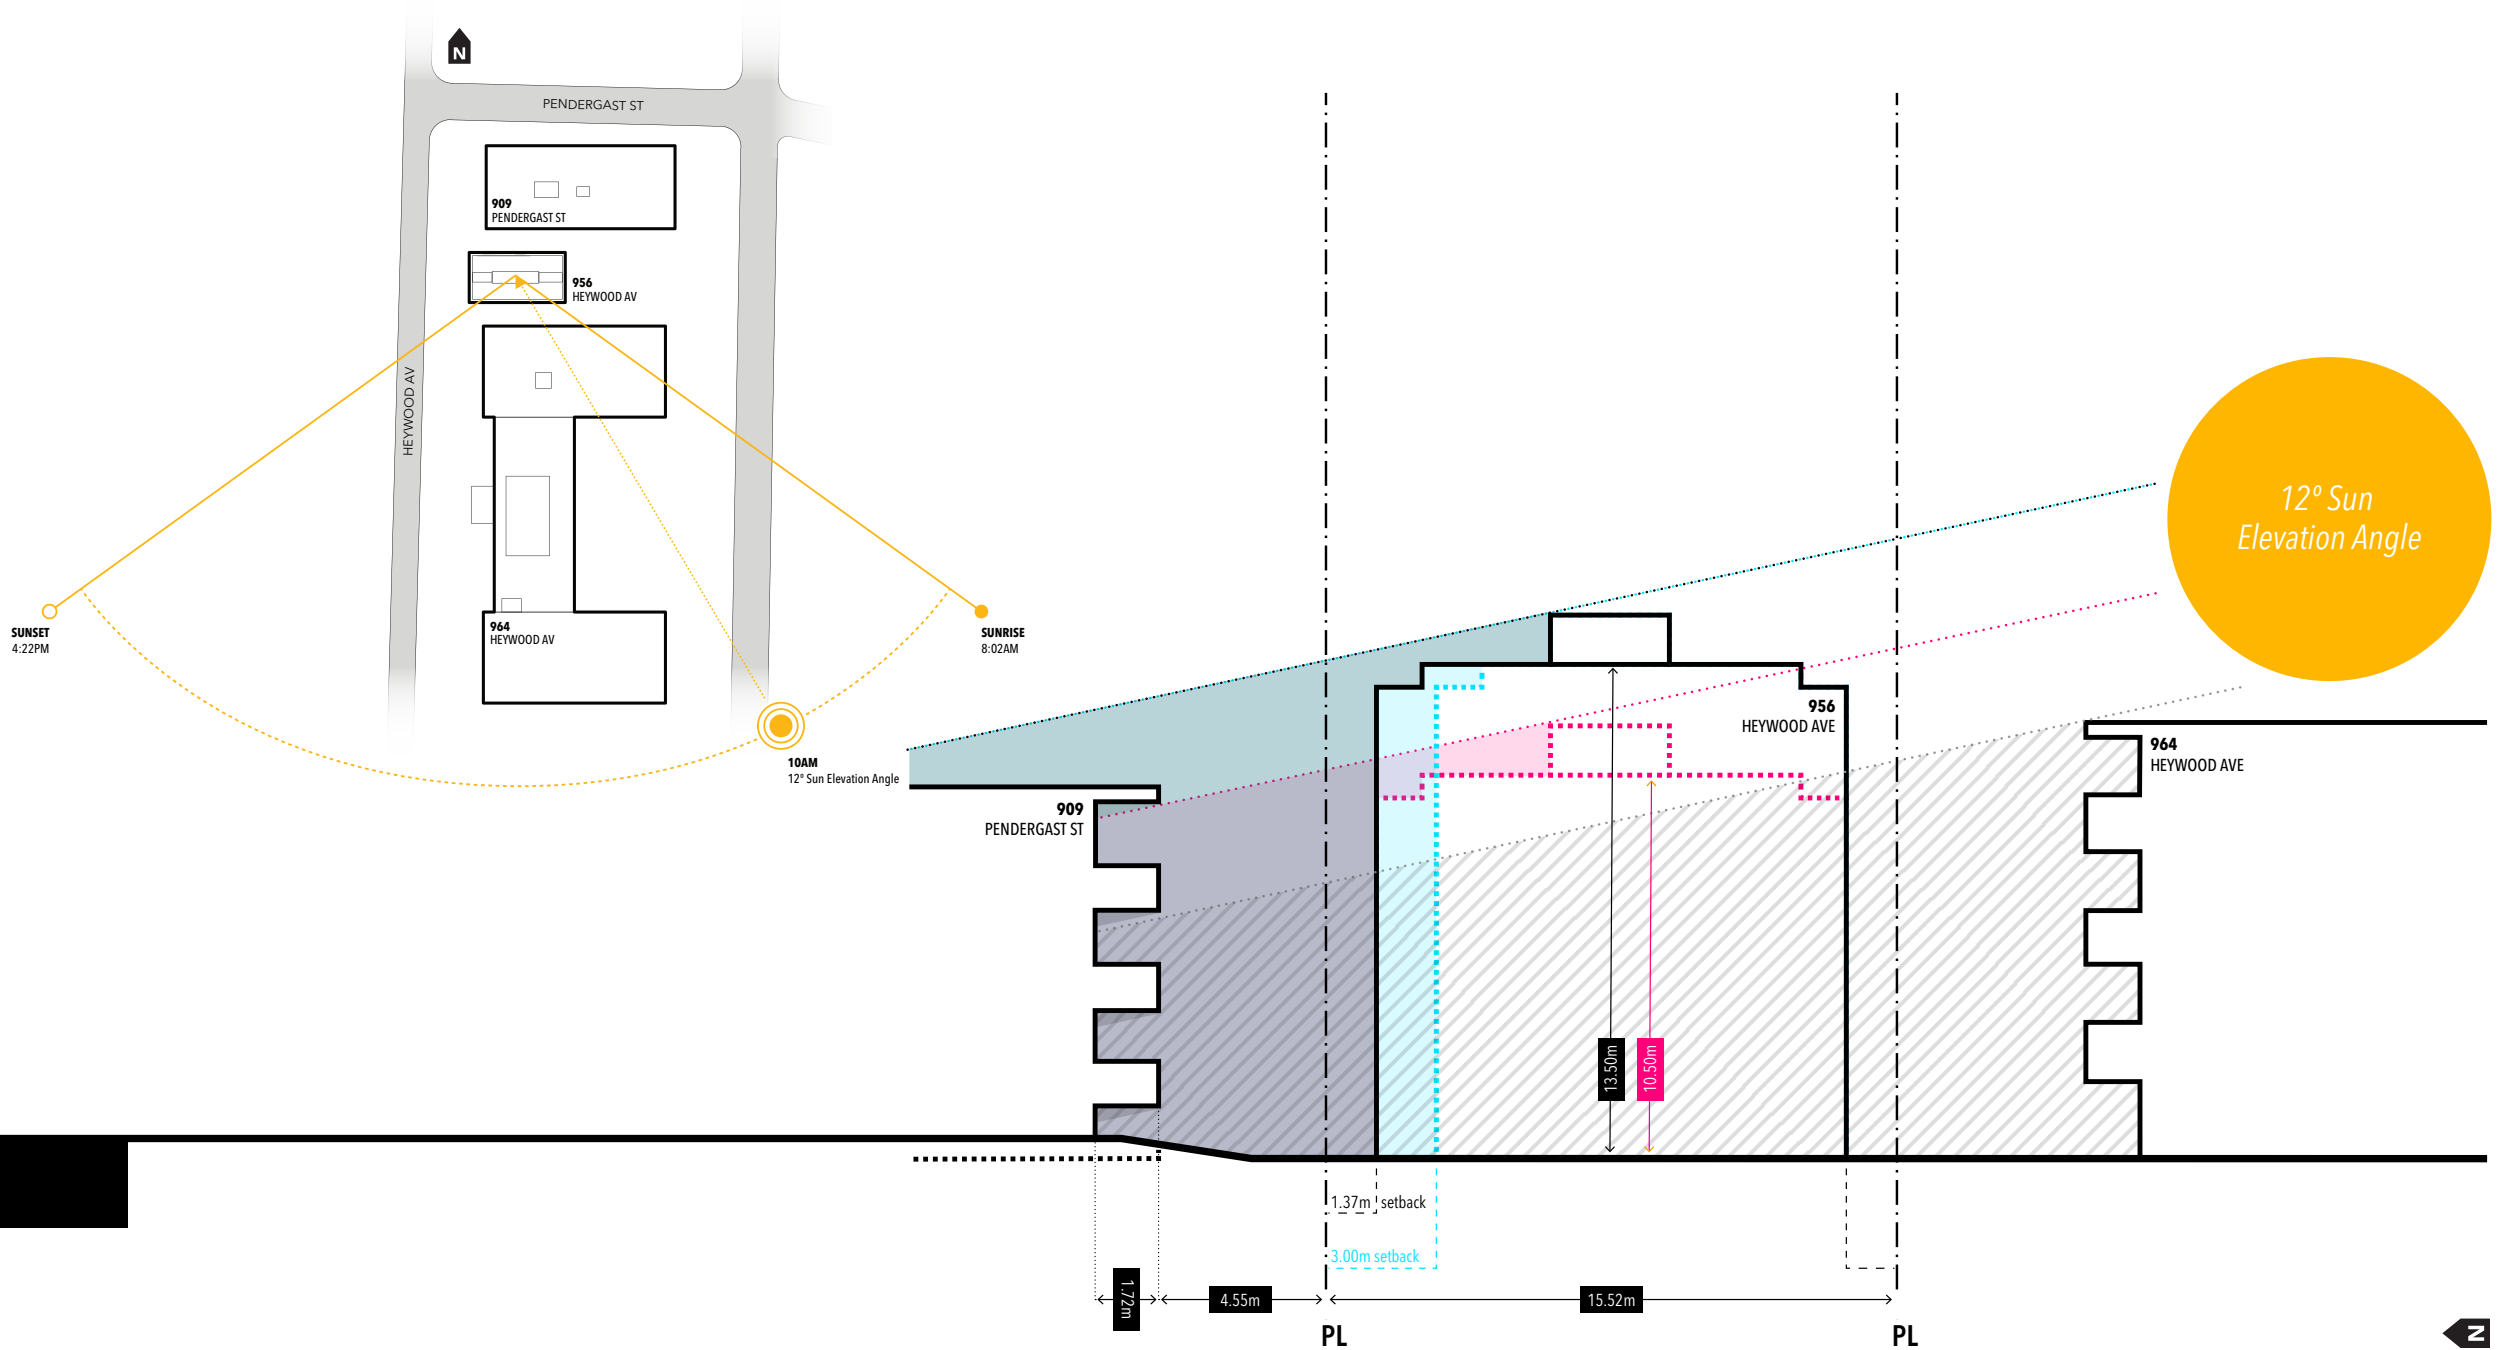 N
PENDERGAST ST
909
PENDERGAST ST
956
HEYWOOD AV
HEYWOOD AV
964
HEYWOOD AV
SUNSET
4:22PM
SUNRISE
8:02AM
10AM
12º Sun Elevation Angle
12º Sun
Elevation Angle
956
HEYWOOD AVE
964
HEYWOOD AVE
909
PENDERGAST ST
13.50m
10.50m
1.37m setback
3.00m setback
1.72m
4.55m
15.52m
PL
PL
N